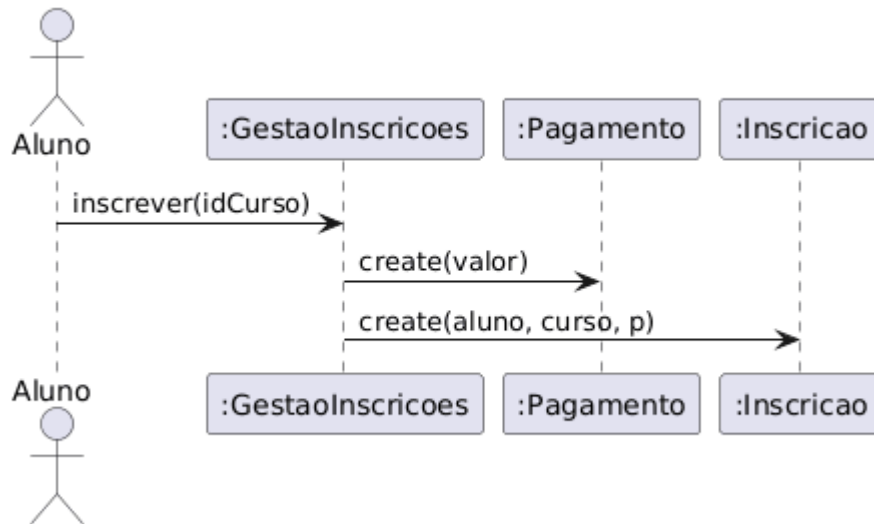 Aluno
:GestaoInscricoes
:Pagamento
:Inscricao
inscrever(idCurso)
create(valor)
create(aluno, curso, p)
Aluno
:GestaoInscricoes
:Pagamento
:Inscricao